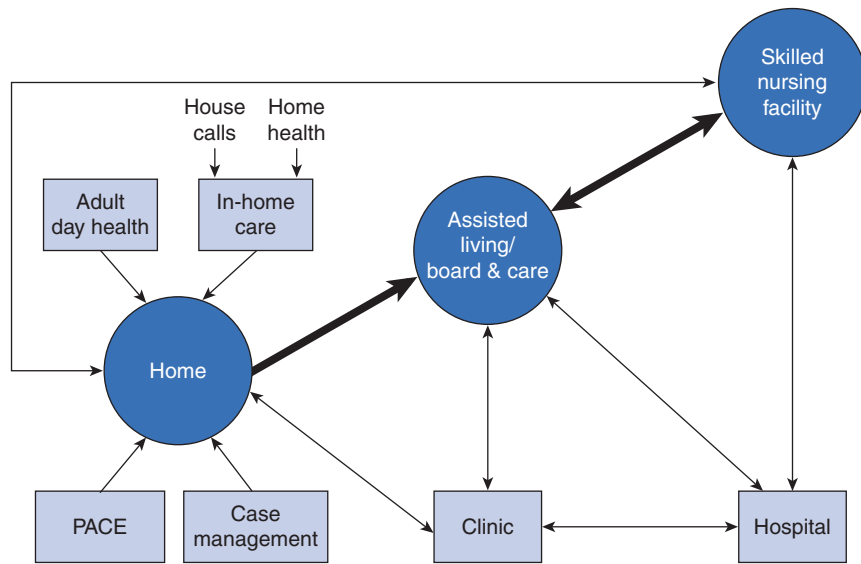 Skilled
nursing
facility
House
calls
Home
health
Adult
day health
In-home
care
Assisted
living/
board & care
Home
PACE
Case
management
Clinic
Hospital